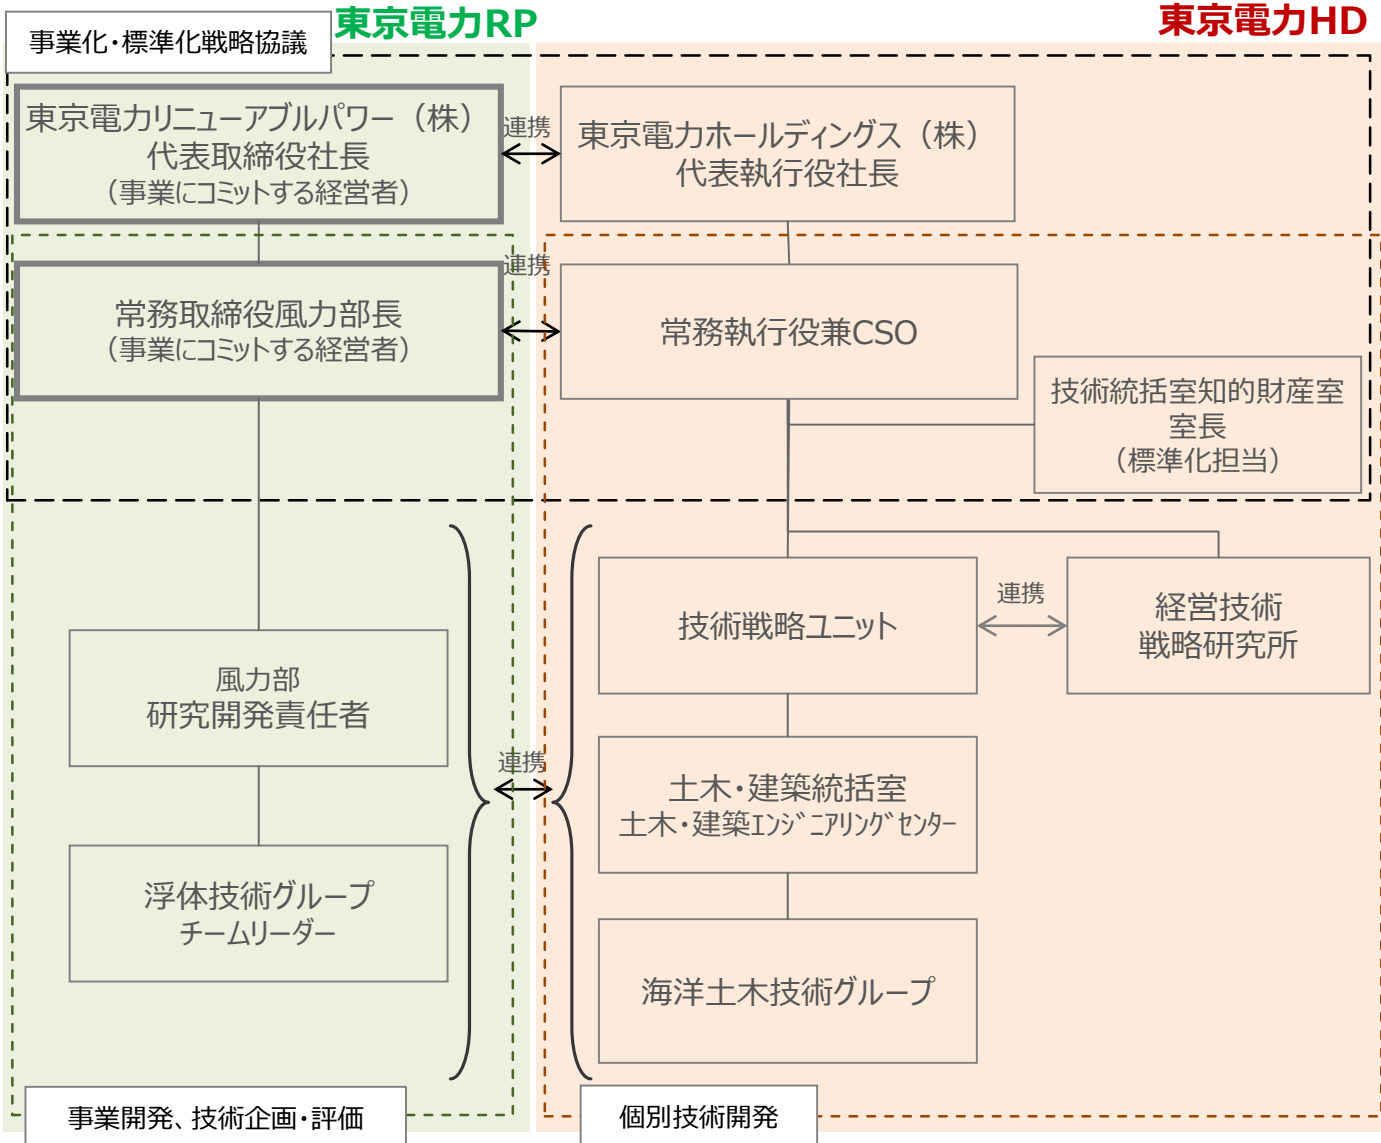 事業化・標準化戦略協議
東京電力RP
東京電力HD
東京電力リニューアブルパワー（株）
代表取締役社長
（事業にコミットする経営者）
連携
東京電力ホールディングス（株）
代表執行役社長
常務取締役風力部長
（事業にコミットする経営者）
連携
常務執行役兼CSO
技術統括室知的財産室
室長
（標準化担当）
技術戦略ユニット
連携
経営技術
戦略研究所
風力部
研究開発責任者
連携
土木・建築統括室
土木・建築ｴﾝｼﾞﾆｱﾘﾝｸﾞｾﾝﾀｰ
浮体技術グループ
チームリーダー
海洋土木技術グループ
事業開発、技術企画・評価
個別技術開発